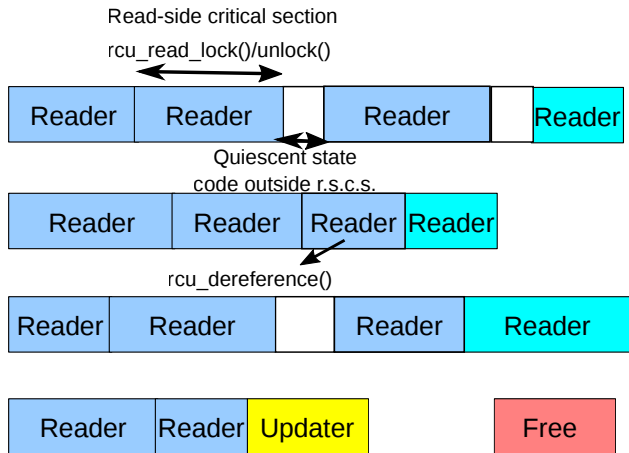 Read-side critical section
rcu_read_lock()/unlock()
Reader Reader Reader Reader
Quiescent state
code outside r.s.c.s.
Reader Reader Reader Reader
rcu_dereference()
Reader Reader Reader Reader
Reader Reader Updater Free